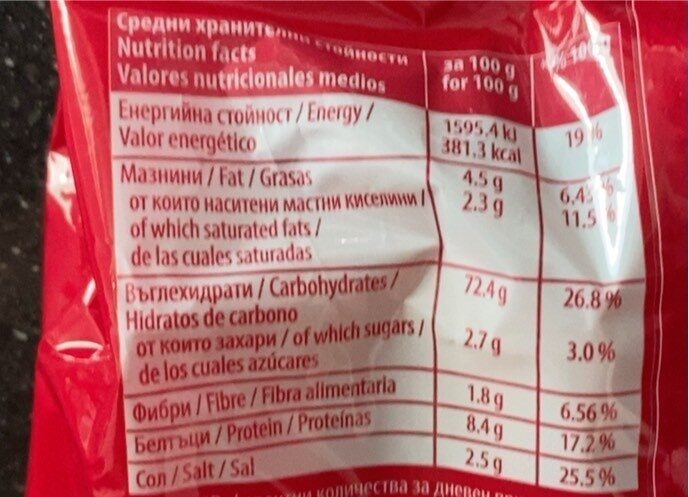 Средни хранителни стойности за 100 g
Nutrition facts for 100 g
Valores nutricionales medios
Енергийна стойност / Energy / 1595.4 kJ 19 %
Valor energético 381.3 kcal
Мазнини / Fat / Grasas 4.5 g
от които наситени мастни киселини / 2.3 g 11.5 %
of which saturated fats /
de las cuales saturadas
Въглехидрати / Carbohydrates / 72.4 g 26.8 %
Hidratos de carbono
от които захари / of which sugars / 2.7 g 3.0 %
de los cuales azúcares
Фибри / Fibre / Fibra alimentaria 1.8 g 6.56 %
Белтъци / Protein / Proteínas 8.4 g 17.2 %
Сол / Salt / Sal 2.5 g 25.5 %
количества за дневен